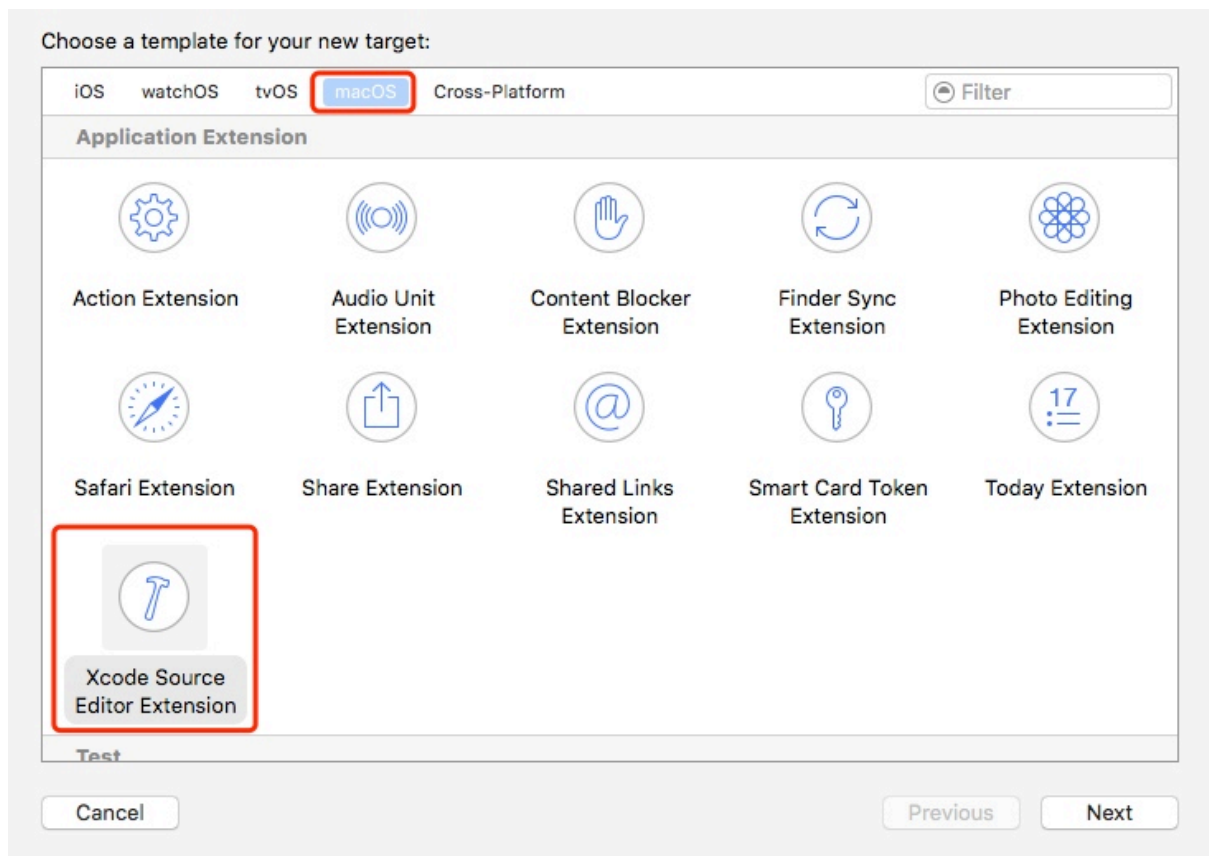 Choose a template for your new target:
iOS watchOS tvOS macOS Cross-Platform Filter
Application Extension
Action Extension Audio Unit Content Blocker Finder Sync Photo Editing
Extension Extension Extension Extension
17
Safari Extension Share Extension Shared Links Smart Card Token Today Extension
Extension Extension
Xcode Source
Editor Extension
Test
Cancel Previous Next